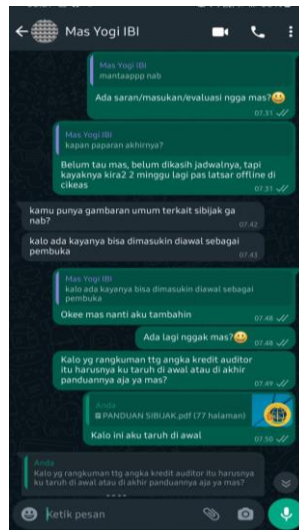 Mas Yogi IBI
Mas Yogi IBI
mantaappp nab
Ada saran/masukan/evaluasi ngga mas?
07.31
Mas Yogi IBI
kapan paparan akhirnya?
Belum tau mas, belum dikasih jadwalnya, tapi
kayaknya kira2 2 minggu lagi pas latsar offline di
cikeas
07.31
kamu punya gambaran umum terkait sibijak ga
nab?
07.42
kalo ada kayanya bisa dimasukin diawal sebagai
pembuka
07.43
Mas Yogi IBI
kalo ada kayanya bisa dimasukin diawal sebagai
pembuka
Okee mas nanti aku tambahin
07.48
Ada lagi nggak mas?
07.48
Kalo yg rangkuman ttg angka kredit auditor
itu harusnya ku taruh di awal atau di akhir
panduannya aja ya mas?
07.49
Anda
PANDUAN SIBIJAK.pdf (77 halaman)
Kalo ini aku taruh di awal
07.50
Anda
Kalo yg rangkuman ttg angka kredit auditor itu harusnya
ku taruh di awal atau di akhir panduannya aja ya mas?
Ketik pesan